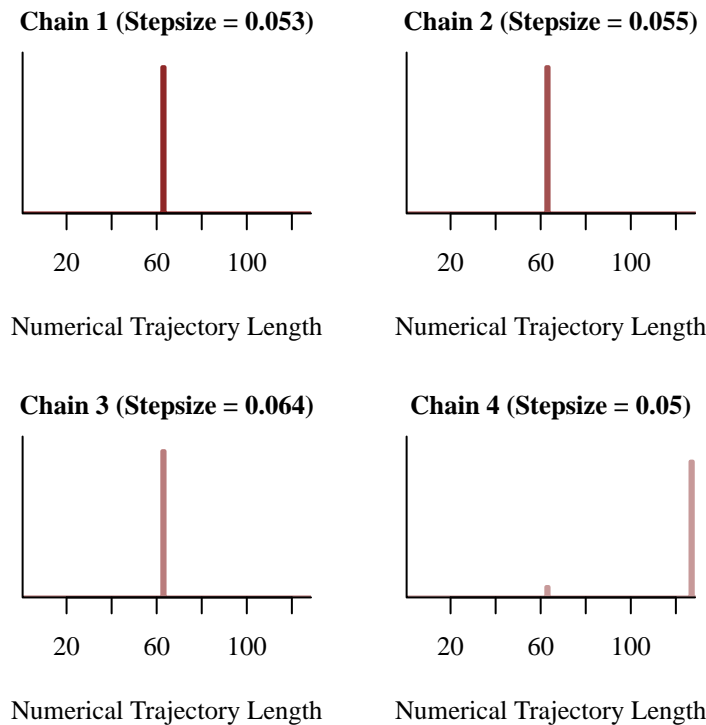 Chain 1 (Stepsize = 0.053)
20 60 100
Numerical Trajectory Length
Chain 2 (Stepsize = 0.055)
20 60 100
Numerical Trajectory Length
Chain 3 (Stepsize = 0.064)
20 60 100
Numerical Trajectory Length
Chain 4 (Stepsize = 0.05)
20 60 100
Numerical Trajectory Length